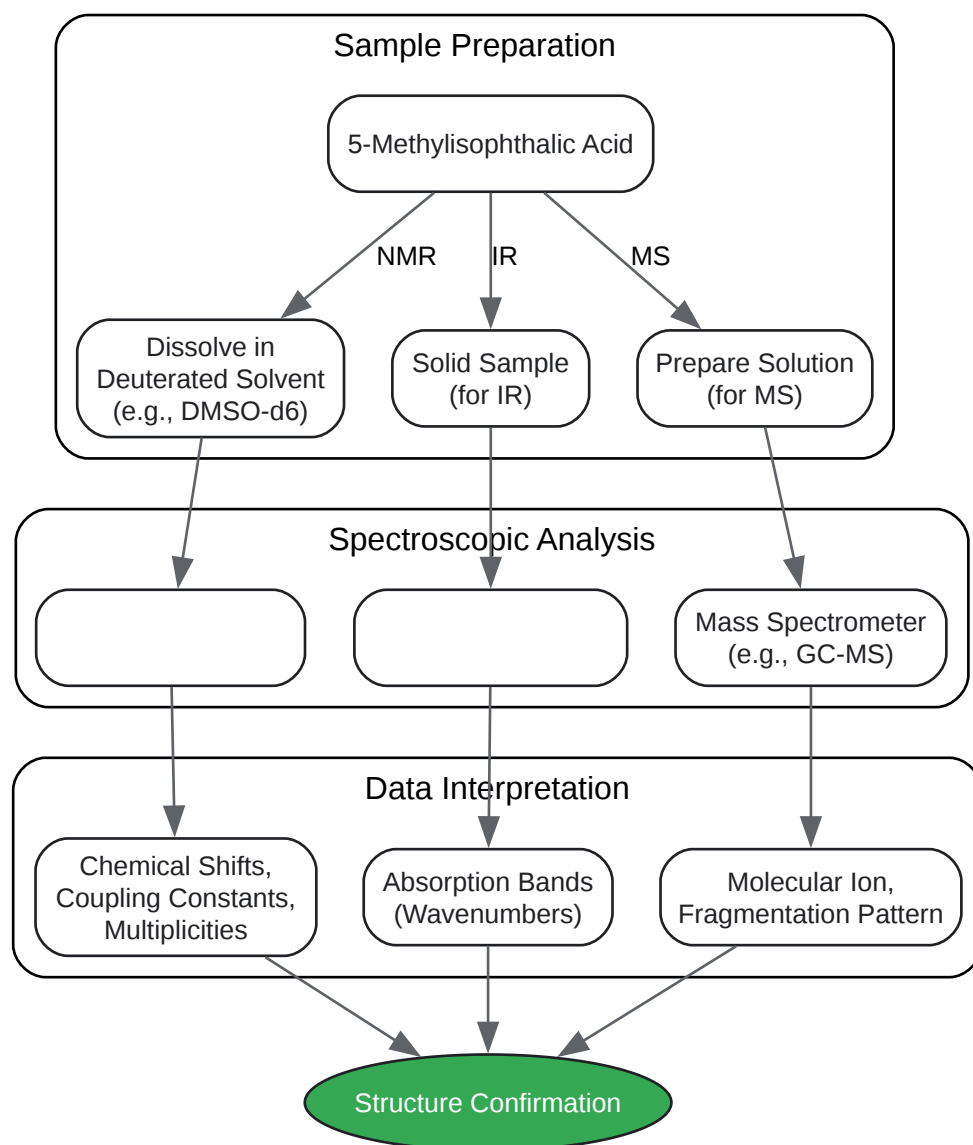 Sample Preparation
5-Methylisophthalic Acid
NMR
IR
MS
Dissolve in
Deuterated Solvent
(e.g., DMSO-d6)
Solid Sample
(for IR)
Prepare Solution
(for MS)
Spectroscopic Analysis
Mass Spectrometer
(e.g., GC-MS)
Data Interpretation
Chemical Shifts,
Coupling Constants,
Multiplicities
Absorption Bands
(Wavenumbers)
Molecular Ion,
Fragmentation Pattern
Structure Confirmation